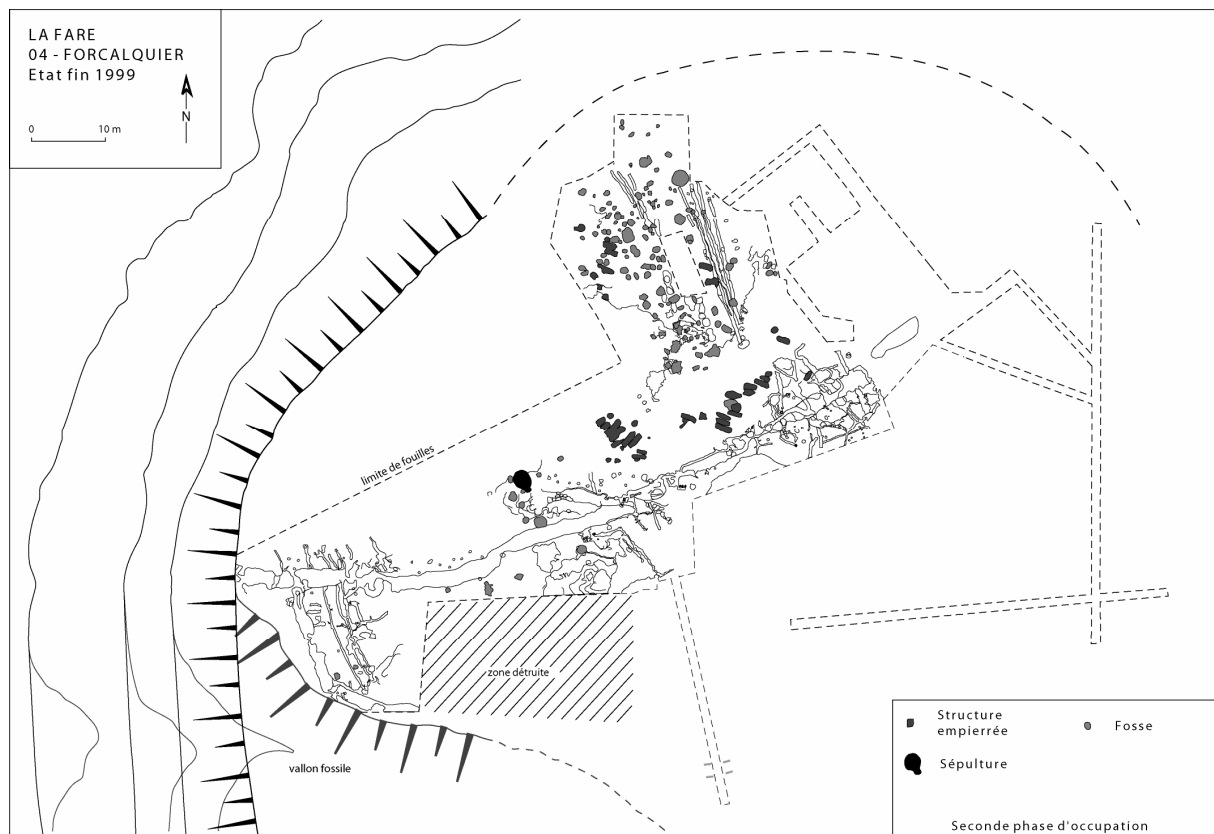 LA FARE
04 - FORCALQUIER
Etat fin 1999
N
0 10 m
limite de fouilles
zone détruite
vallon fossile
Structure
empierrée
Fosse
Sépulture
Seconde phase d'occupation